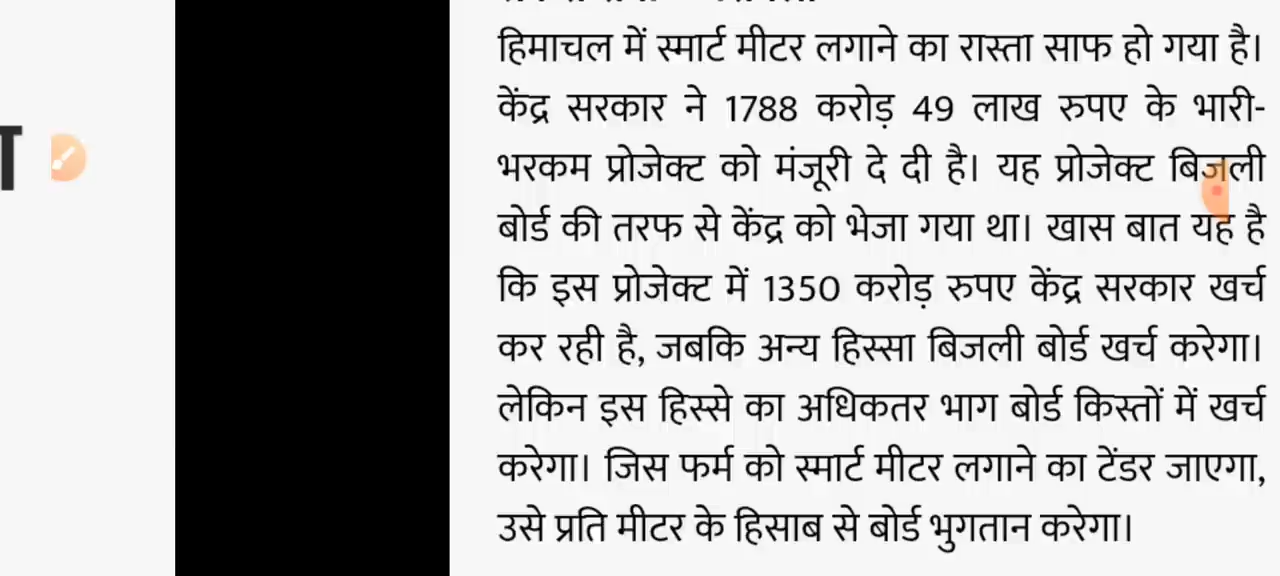 हिमाचल में स्मार्ट मीटर लगाने का रास्ता साफ हो गया है।
केंद्र सरकार ने 1788 करोड़ 49 लाख रुपए के भारी-
भरकम प्रोजेक्ट को मंजूरी दे दी है। यह प्रोजेक्ट बिजली
बोर्ड की तरफ से केंद्र को भेजा गया था। खास बात यह है
कि इस प्रोजेक्ट में 1350 करोड़ रुपए केंद्र सरकार खर्च
कर रही है, जबकि अन्य हिस्सा बिजली बोर्ड खर्च करेगा।
लेकिन इस हिस्से का अधिकतर भाग बोर्ड किस्तों में खर्च
करेगा। जिस फर्म को स्मार्ट मीटर लगाने का टेंडर जाएगा,
उसे प्रति मीटर के हिसाब से बोर्ड भुगतान करेगा।